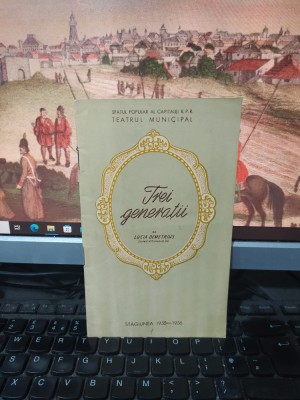 SFATUL POPULAR AL CAPITALEI R.P.R.
TEATRUL MUNICIPAL
Trei
generații
de
LUCIA DEMETRIUS
STAGIUNEA 1955-1956